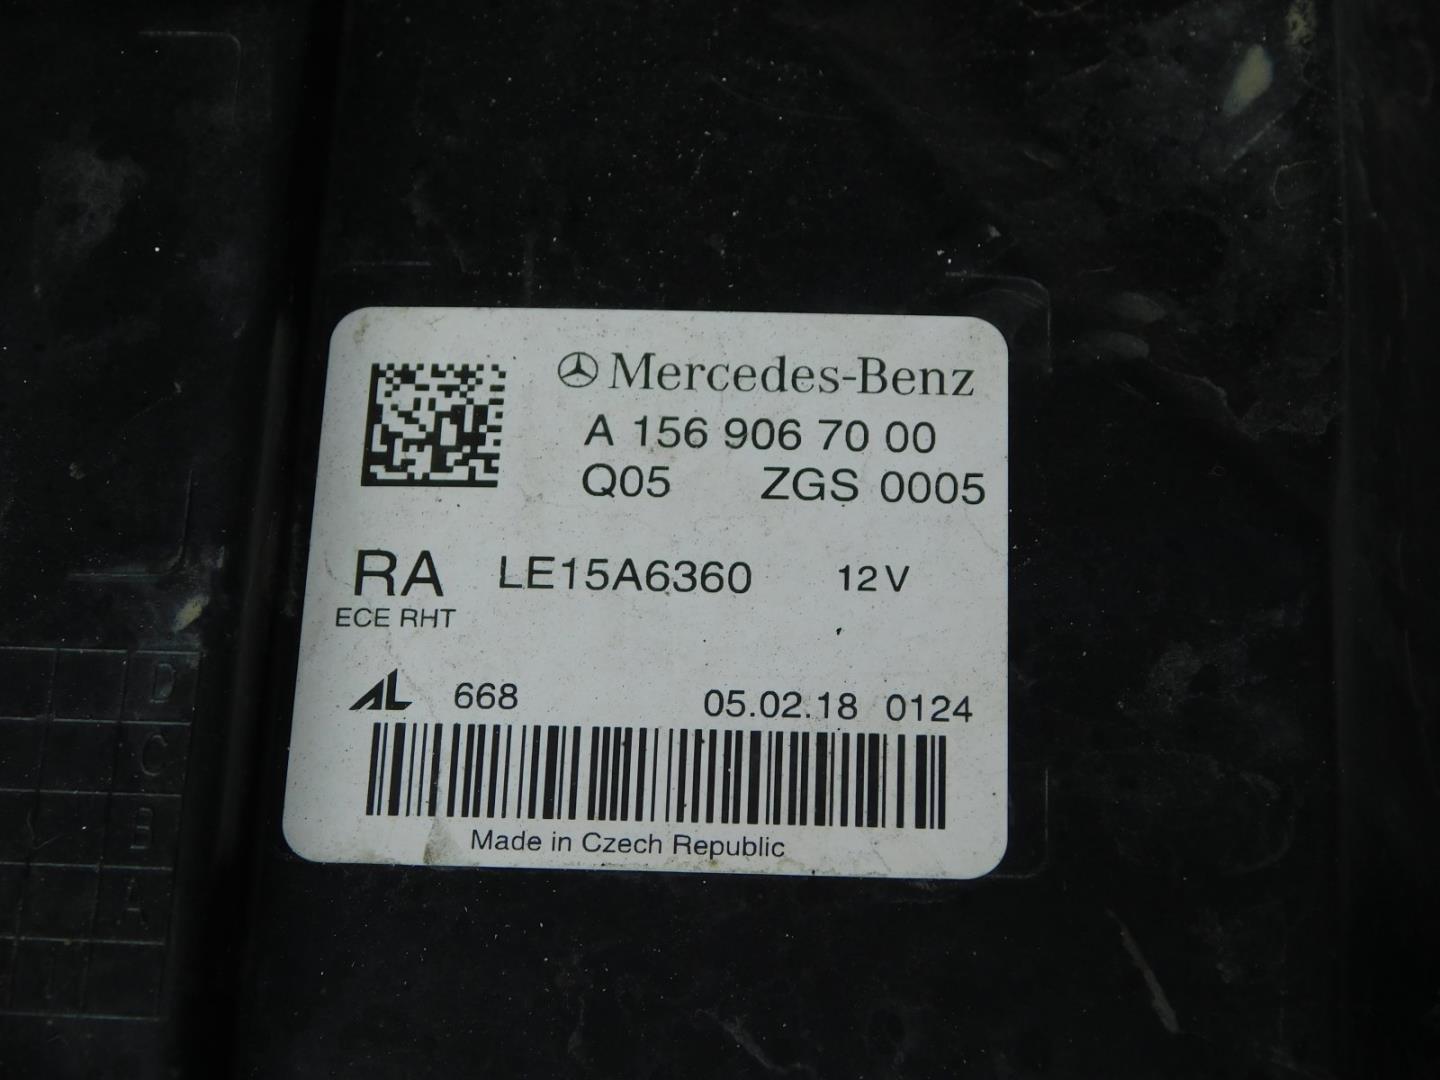 Mercedes-Benz
A 156 906 70 00
Q05 ZGS 0005
RA LE15A6360 12V
ECE RHT
AL 668 05.02.18 0124
Made in Czech Republic
D
C
B
A